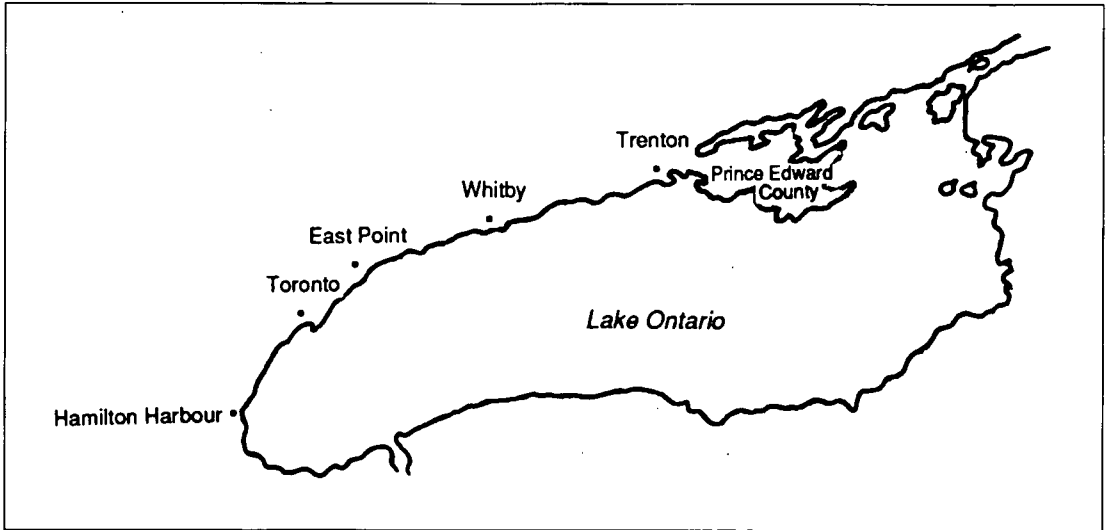 Trenton
Prince Edward
County
Whitby
East Point
Toronto
Lake Ontario
Hamilton Harbour